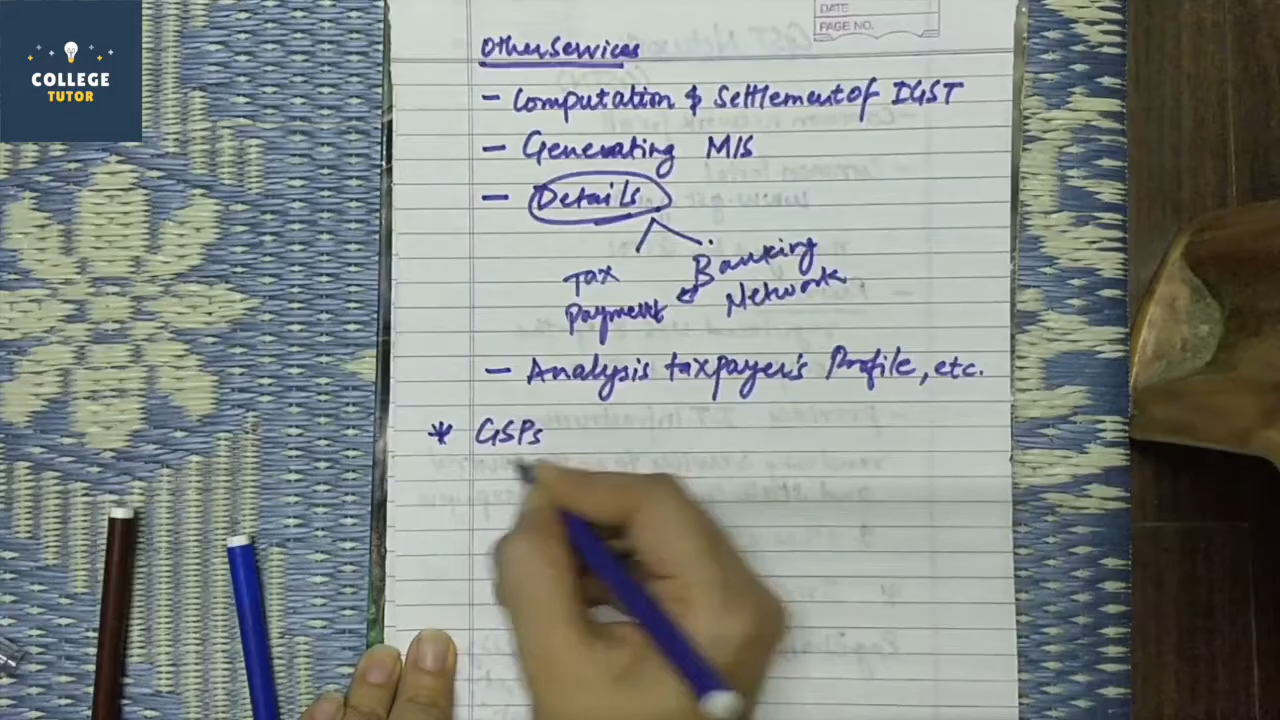 COLLEGE
TUTOR
DATE
PAGE NO.
Other Services
- Computation & Settlement of IGST
- Generating MIS
- Details
Tax
Payment
Banking
Network
- Analysis taxpayer's Profile, etc.
* GSPs